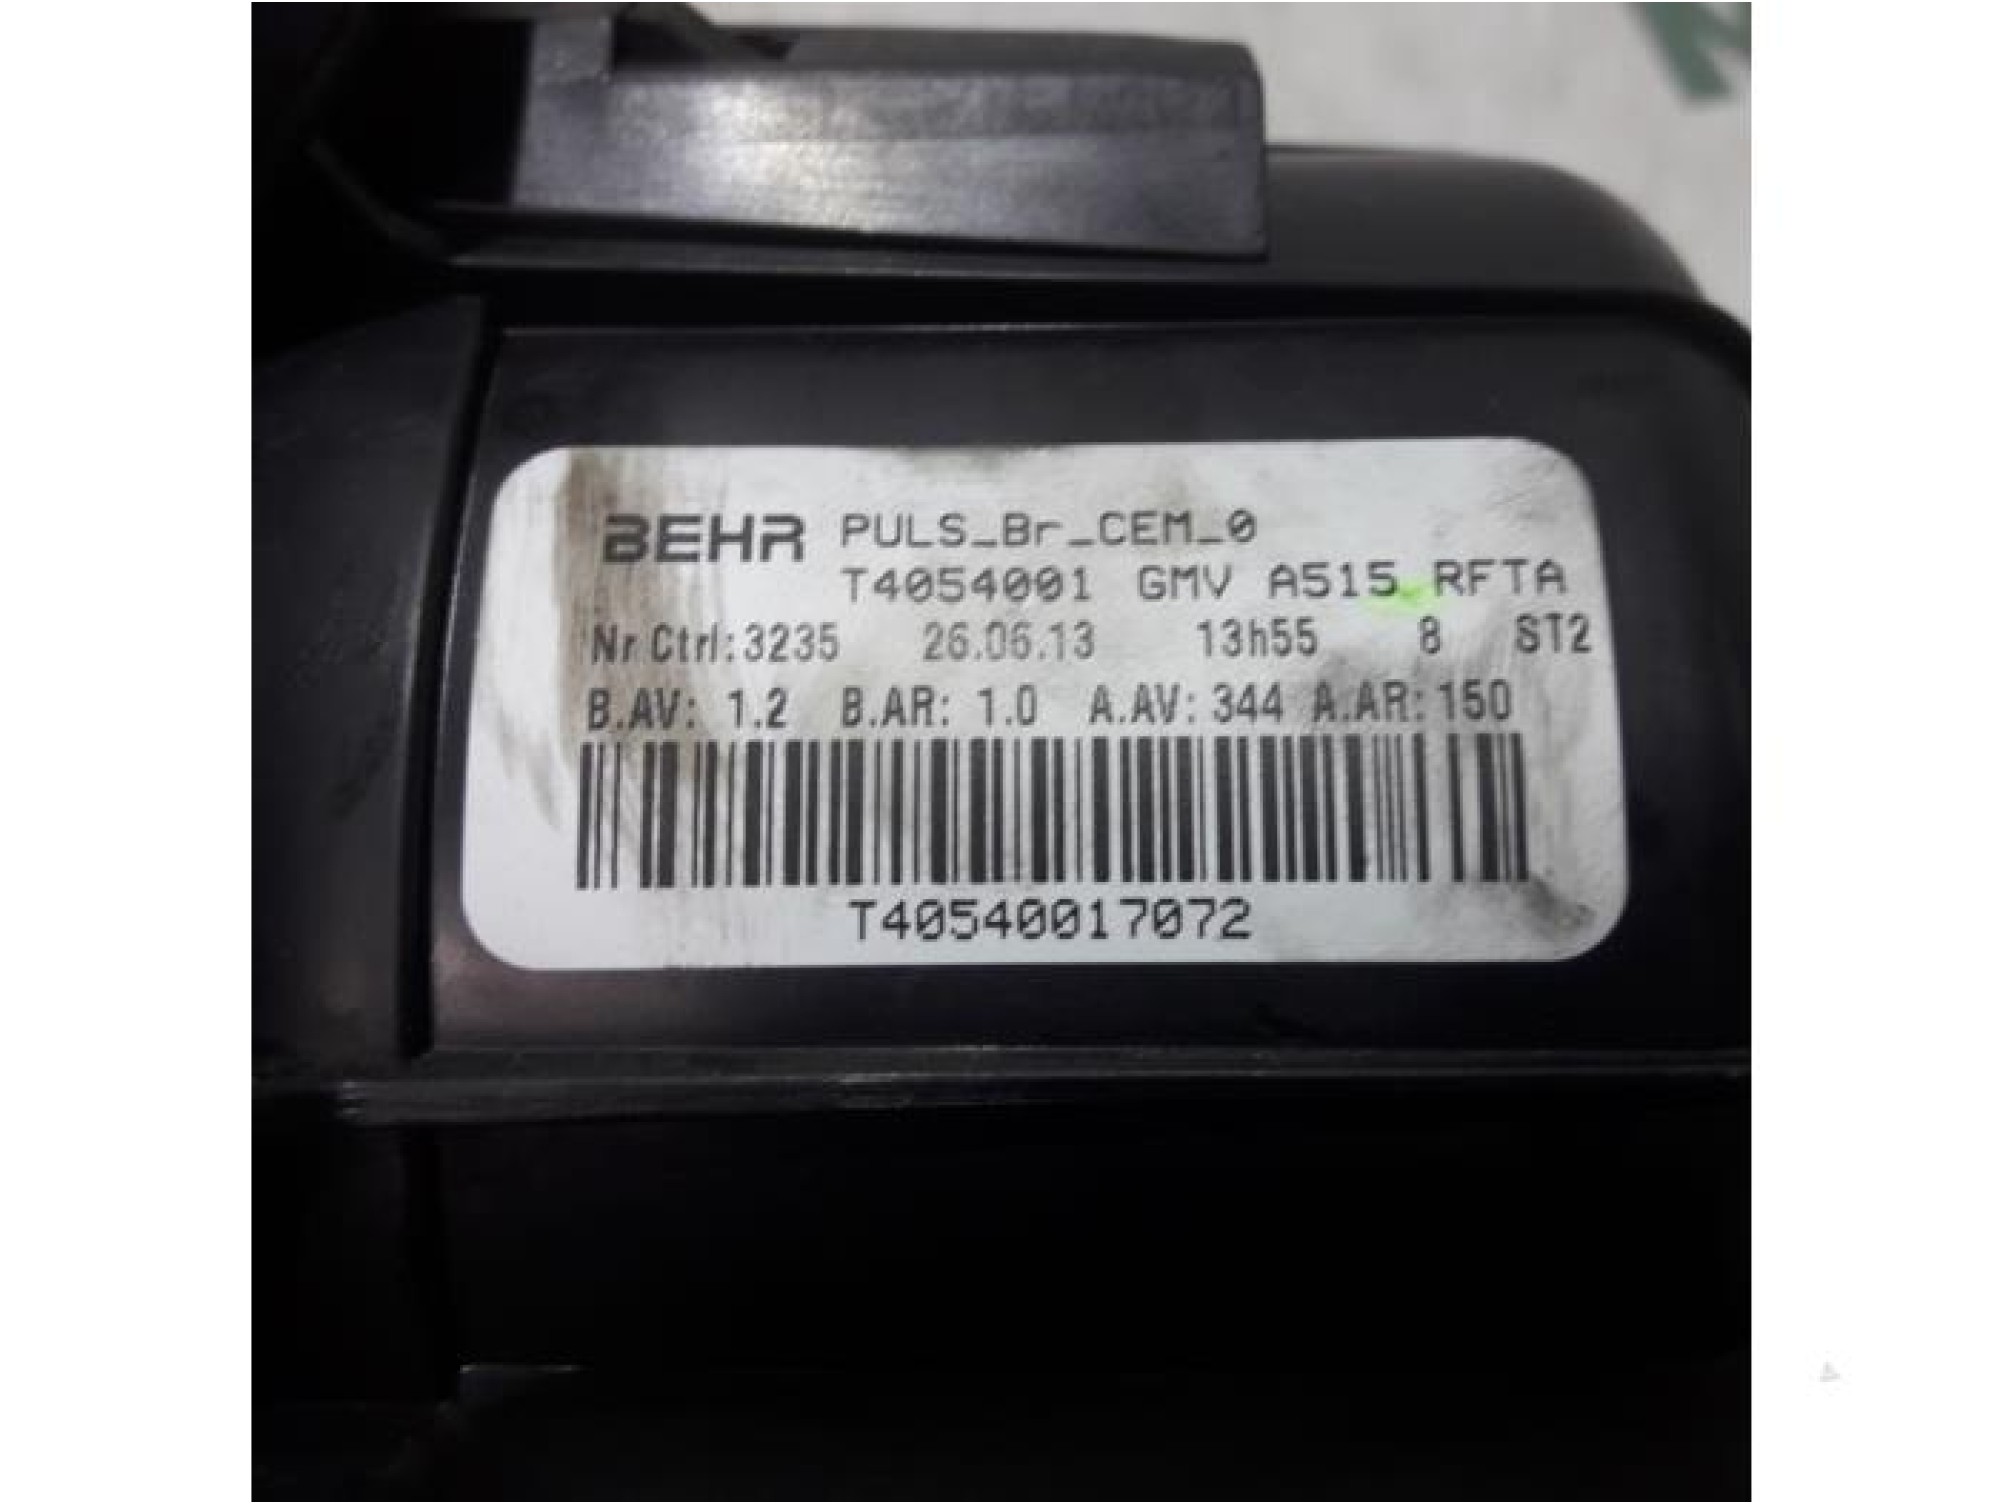 BEHR PULS_Br_CEM_0
T4054001 GMV A515 RFTA
Nr Ctrl:3235 26.06.13 13h55 8 ST2
B.AV: 1.2 B.AR: 1.0 A.AV: 344 A.AR: 150
T40540017072